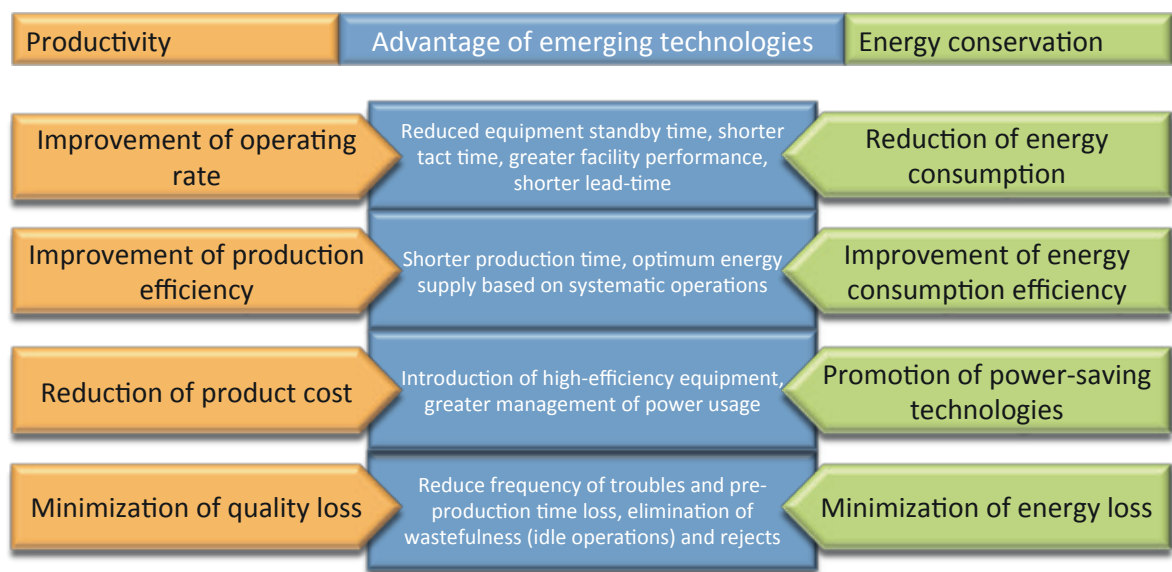 Productivity
Advantage of emerging technologies
Energy conservation
Improvement of operating
rate
Reduced equipment standby time, shorter
tact time, greater facility performance,
shorter lead-time
Reduction of energy
consumption
Improvement of production
efficiency
Shorter production time, optimum energy
supply based on systematic operations
Improvement of energy
consumption efficiency
Reduction of product cost
Introduction of high-efficiency equipment,
greater management of power usage
Promotion of power-saving
technologies
Minimization of quality loss
Reduce frequency of troubles and pre-
production time loss, elimination of
wastefulness (idle operations) and rejects
Minimization of energy loss